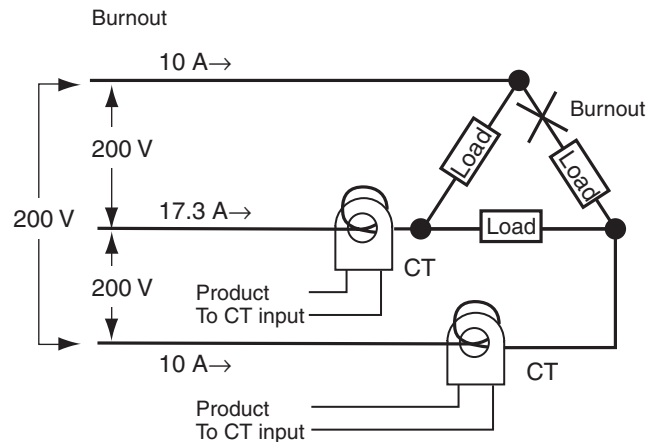 Burnout
10 A→
Burnout
200 V
Load
Load
200 V
17.3 A→
Load
CT
200 V
Product
To CT input
10 A→
CT
Product
To CT input